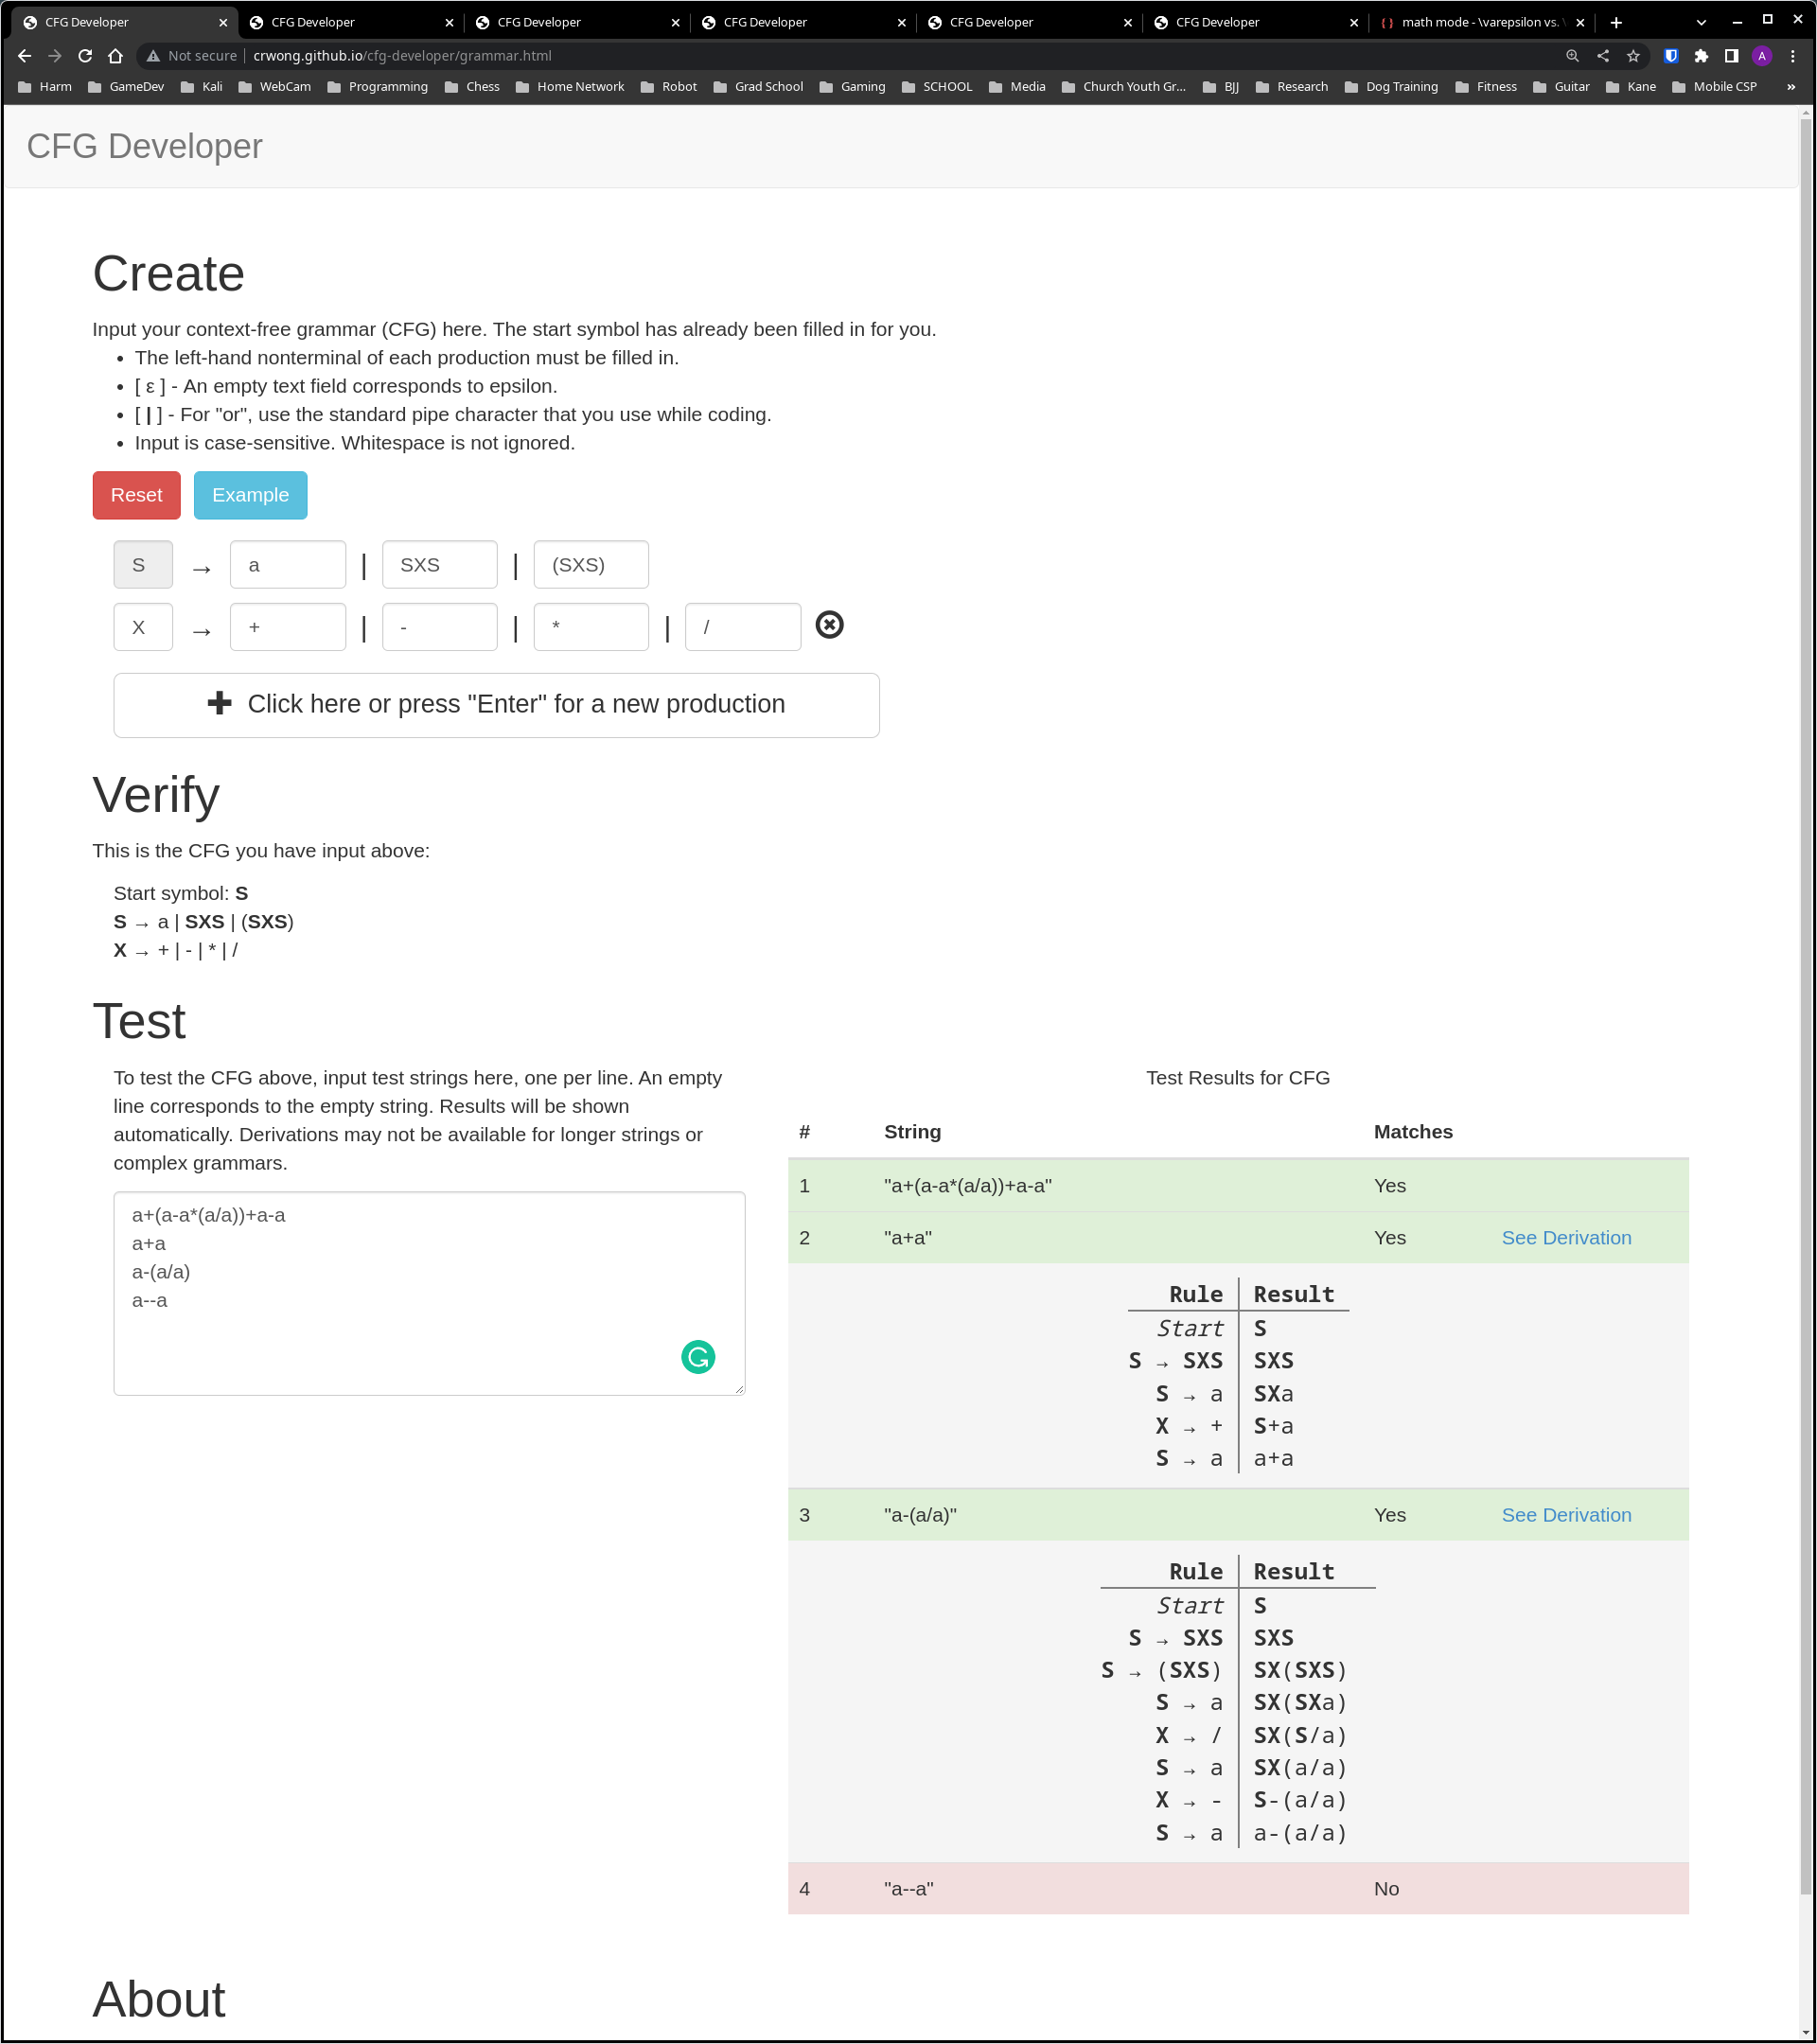 CFG Developer
CFG Developer
CFG Developer
CFG Developer
CFG Developer
CFG Developer
math mode - \varepsilon vs. \
Not secure | crwong.github.io/cfg-developer/grammar.html
A
Harm GameDev Kali WebCam Programming Chess Home Network Robot Grad School Gaming SCHOOL Media Church Youth Gr... BJJ Research Dog Training Fitness Guitar Kane Mobile CSP »
CFG Developer
Create
Input your context-free grammar (CFG) here. The start symbol has already been filled in for you.
• The left-hand nonterminal of each production must be filled in.
• [ ε ] - An empty text field corresponds to epsilon.
• [ | ] - For "or", use the standard pipe character that you use while coding.
• Input is case-sensitive. Whitespace is not ignored.
Reset Example
S → a | SXS | (SXS)
X → + | - | * | /
Click here or press "Enter" for a new production
Verify
This is the CFG you have input above:
Start symbol: S
S → a | SXS | (SXS)
X → + | - | * | /
Test
To test the CFG above, input test strings here, one per line. An empty
line corresponds to the empty string. Results will be shown
automatically. Derivations may not be available for longer strings or
complex grammars.
a+(a-a*(a/a))+a-a
a+a
a-(a/a)
a--a
Test Results for CFG
# String Matches
1 "a+(a-a*(a/a))+a-a" Yes
2 "a+a" Yes See Derivation
Rule Result
Start S
S → SXS SXS
S → a SXa
X → + S+a
S → a a+a
3 "a-(a/a)" Yes See Derivation
Rule Result
Start S
S → SXS SXS
S → (SXS) SX(SXS)
S → a SX(SXa)
X → / SX(S/a)
S → a SX(a/a)
X → - S-(a/a)
S → a a-(a/a)
4 "a--a" No
About